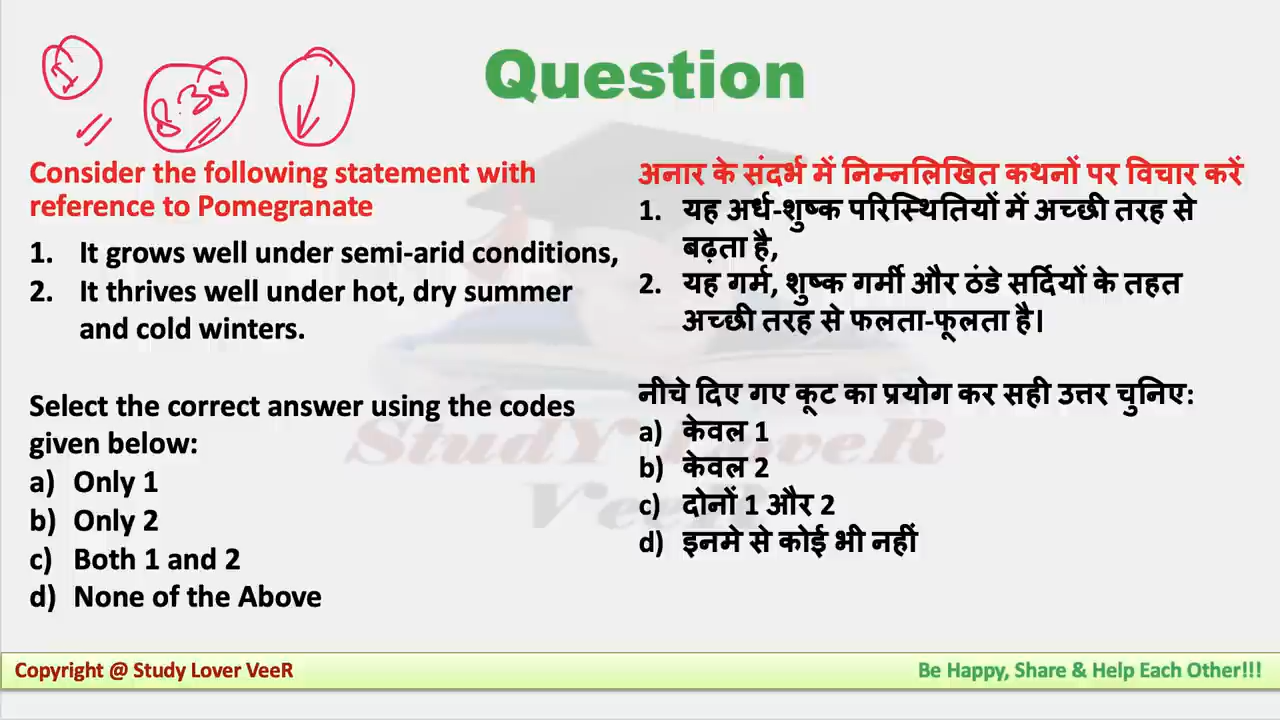 I
8:30
Question
Consider the following statement with
reference to Pomegranate
1. It grows well under semi-arid conditions,
2. It thrives well under hot, dry summer
and cold winters.
Select the correct answer using the codes
given below:
a) Only 1
b) Only 2
c) Both 1 and 2
d) None of the Above
अनार के संदर्भ में निम्नलिखित कथनों पर विचार करें
1. यह अर्ध-शुष्क परिस्थितियों में अच्छी तरह से
बढ़ता है,
2. यह गर्म, शुष्क गर्मी और ठंडे सर्दियों के तहत
अच्छी तरह से फलता-फूलता है।
नीचे दिए गए कूट का प्रयोग कर सही उत्तर चुनिए:
a) केवल 1
b) केवल 2
c) दोनों 1 और 2
d) इनमे से कोई भी नहीं
StudY LoveR
VeeR
Copyright @ Study Lover VeeR
Be Happy, Share & Help Each Other!!!